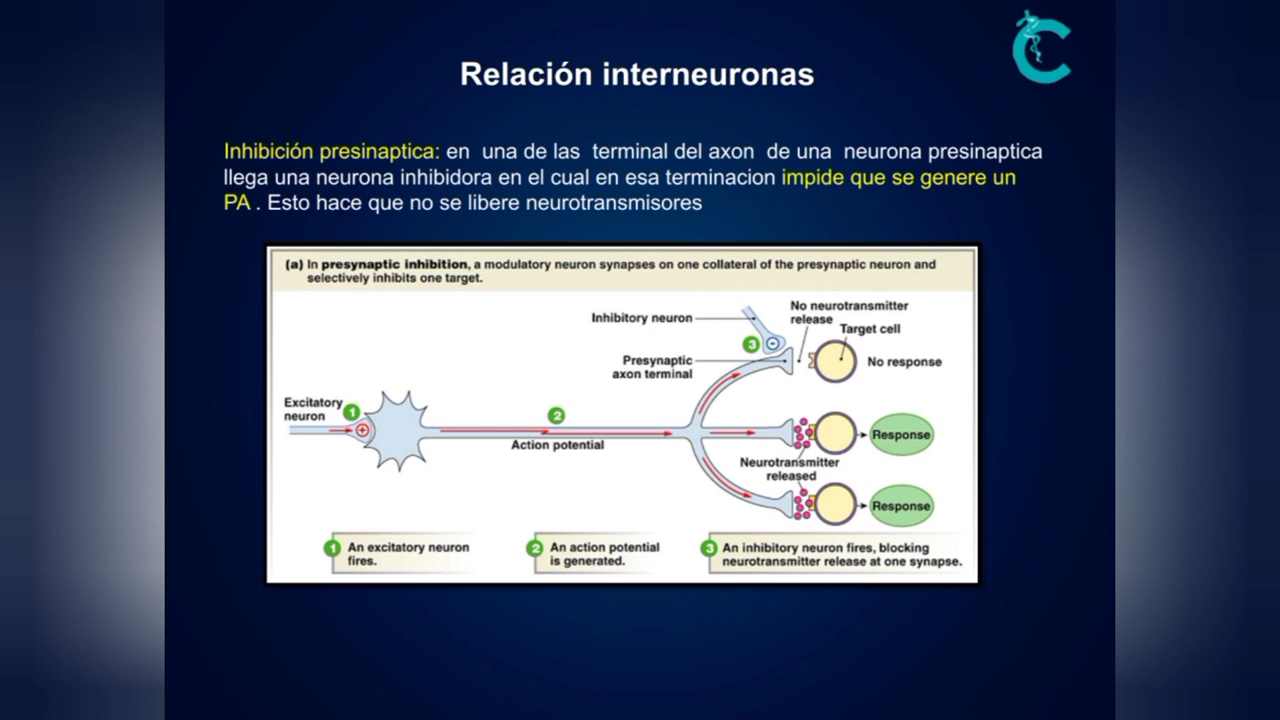 Relación interneuronas
Inhibición presinaptica: en una de las terminal del axon de una neurona presinaptica
llega una neurona inhibidora en el cual en esa terminacion impide que se genere un
PA . Esto hace que no se libere neurotransmisores
(a) In presynaptic inhibition, a modulatory neuron synapses on one collateral of the presynaptic neuron and
selectively inhibits one target.
Inhibitory neuron
No neurotransmitter
release
Target cell
3
Presynaptic
axon terminal
No response
Excitatory
neuron
1
2
Action potential
Response
Neurotransmitter
released
Response
1 An excitatory neuron
fires.
2 An action potential
is generated.
3 An inhibitory neuron fires, blocking
neurotransmitter release at one synapse.